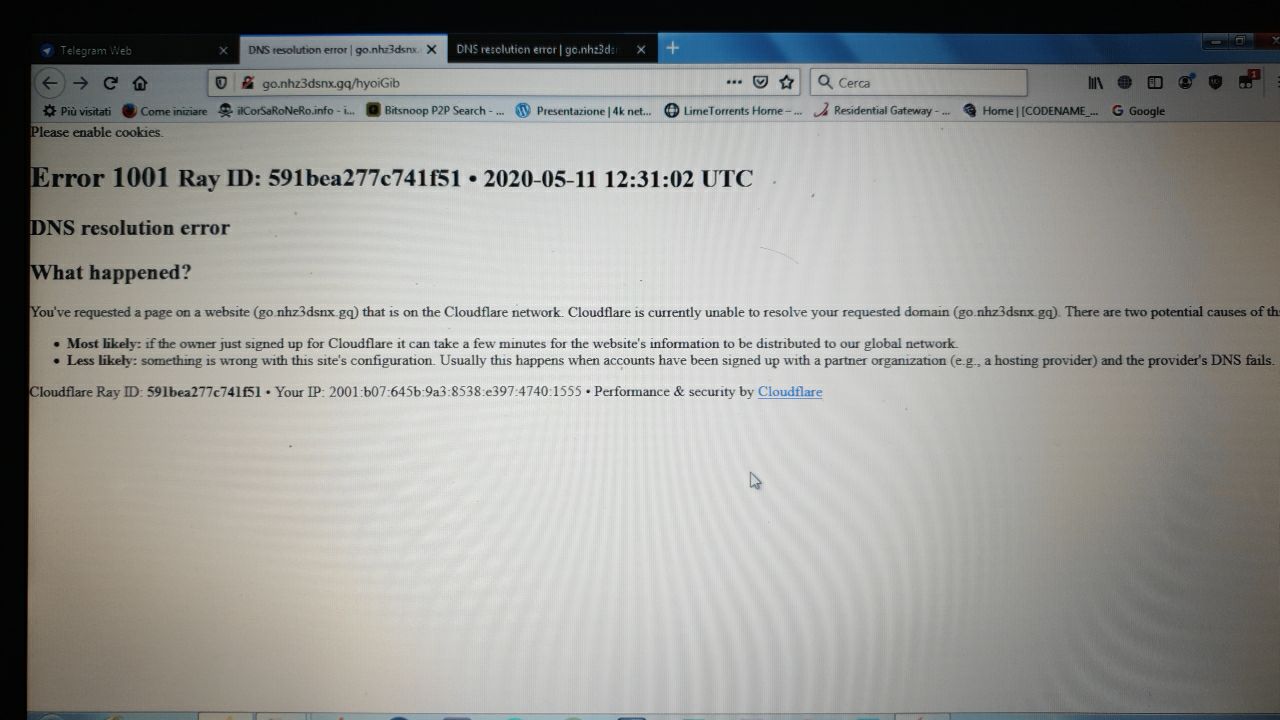 Telegram Web
DNS resolution error | go.nhz3dsnx.
DNS resolution error | go.nhz3ds
go.nhz3dsnx.gq/hyoiGib
Cerca
Più visitati
Come iniziare
ilCorSaRoNeRo.info - i...
Bitsnoop P2P Search - ...
Presentazione | 4k net...
LimeTorrents Home – ...
Residential Gateway - ...
Home | [CODENAME_...
Google
Please enable cookies.
Error 1001 Ray ID: 591bea277c741f51 • 2020-05-11 12:31:02 UTC
DNS resolution error
What happened?
You've requested a page on a website (go.nhz3dsnx.gq) that is on the Cloudflare network. Cloudflare is currently unable to resolve your requested domain (go.nhz3dsnx.gq). There are two potential causes of th
• Most likely: if the owner just signed up for Cloudflare it can take a few minutes for the website's information to be distributed to our global network.
• Less likely: something is wrong with this site's configuration. Usually this happens when accounts have been signed up with a partner organization (e.g., a hosting provider) and the provider's DNS fails.
Cloudflare Ray ID: 591bea277c741f51 • Your IP: 2001:b07:645b:9a3:8538:e397:4740:1555 • Performance & security by Cloudflare